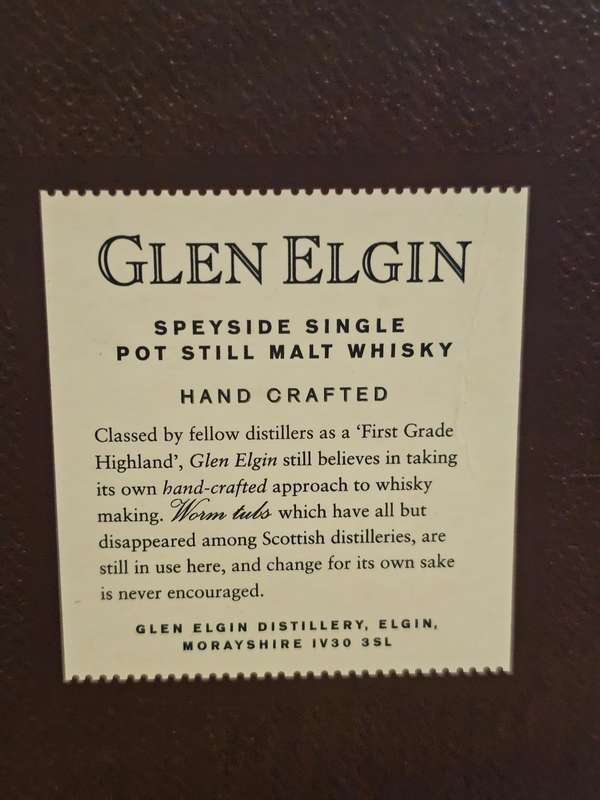 GLEN ELGIN
SPEYSIDE SINGLE
POT STILL MALT WHISKY
HAND CRAFTED
Classed by fellow distillers as a ‘First Grade
Highland’, Glen Elgin still believes in taking
its own hand-crafted approach to whisky
making. Worm tubs which have all but
disappeared among Scottish distilleries, are
still in use here, and change for its own sake
is never encouraged.
GLEN ELGIN DISTILLERY, ELGIN,
MORAYSHIRE IV30 3SL